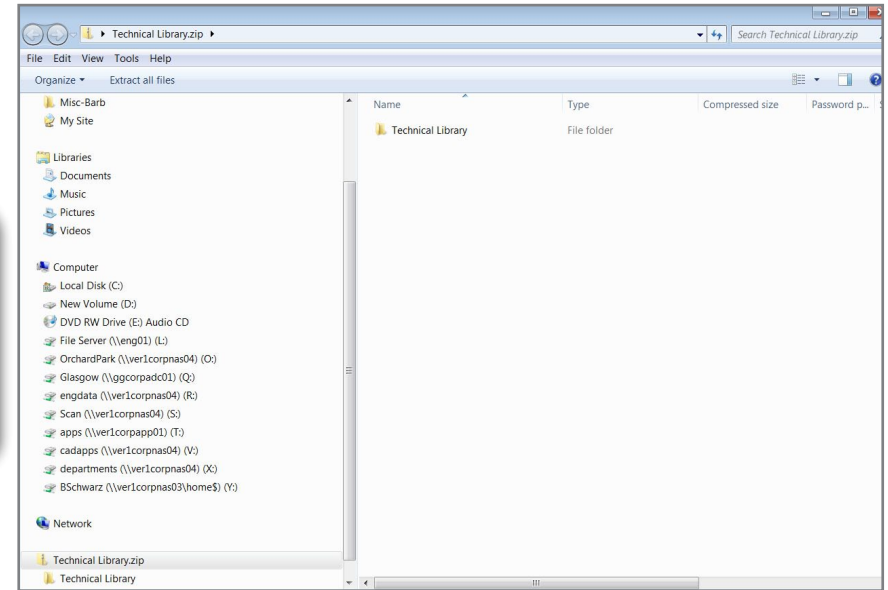 Technical Library.zip
Search Technical Library.zip
File Edit View Tools Help
Organize Extract all files
Misc-Barb
My Site
Libraries
Documents
Music
Pictures
Videos
Computer
Local Disk (C:)
New Volume (D:)
DVD RW Drive (E:) Audio CD
File Server (\\eng01) (L:)
OrchardPark (\\ver1corpnas04) (O:)
Glasgow (\\ggcorpadc01) (Q:)
engdata (\\ver1corpnas04) (R:)
Scan (\\ver1corpnas04) (S:)
apps (\\ver1corpapp01) (T:)
cadapps (\\ver1corpnas04) (V:)
departments (\\ver1corpnas04) (X:)
BSchwarz (\\ver1corpnas03\home$) (Y:)
Network
Technical Library.zip
Technical Library
Name Type Compressed size Password p...
Technical Library File folder